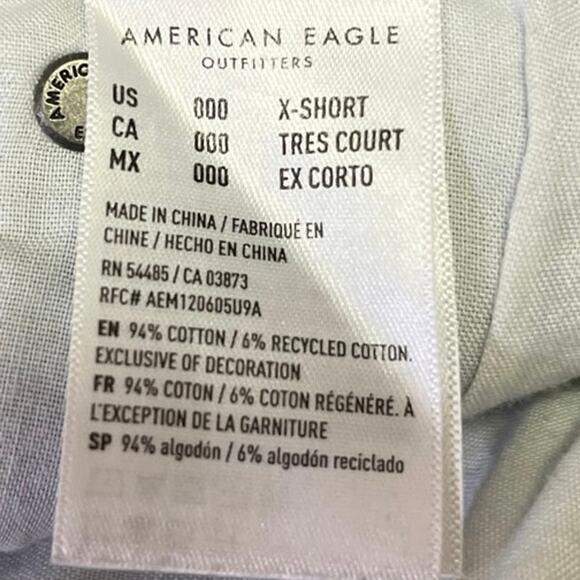 AMERICAN EAGLE
OUTFITTERS
AMERIC
E
US 000 X-SHORT
CA 000 TRES COURT
MX 000 EX CORTO
MADE IN CHINA / FABRIQUÉ EN
CHINE / HECHO EN CHINA
RN 54485 / CA 03873
RFC# AEM120605U9A
EN 94% COTTON / 6% RECYCLED COTTON.
EXCLUSIVE OF DECORATION
FR 94% COTON / 6% COTON RÉGÉNÉRÉ. À
L'EXCEPTION DE LA GARNITURE
SP 94% algodón / 6% algodón reciclado